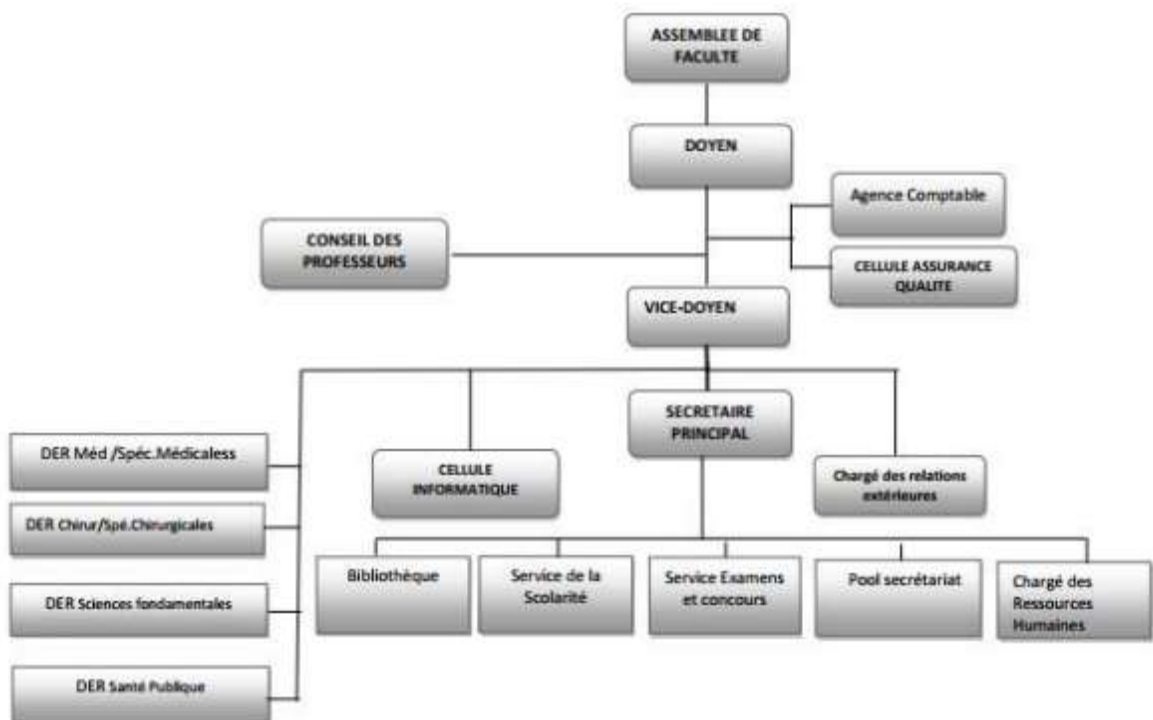 ASSEMBLEE DE
FACULTE
DOYEN
Agence Comptable
CONSEIL DES
PROFESSEURS
CELLULE ASSURANCE
QUALITE
VICE-DOYEN
SECRETAIRE
PRINCIPAL
DER Méd /Spéc.Médicaless
CELLULE
INFORMATIQUE
Chargé des relations
extérieures
DER Chirur/Spé.Chirurgicales
DER Sciences fondamentales
DER Santé Publique
Bibliothèque
Service de la
Scolarité
Service Examens
et concours
Pool secrétariat
Chargé des
Ressources
Humaines